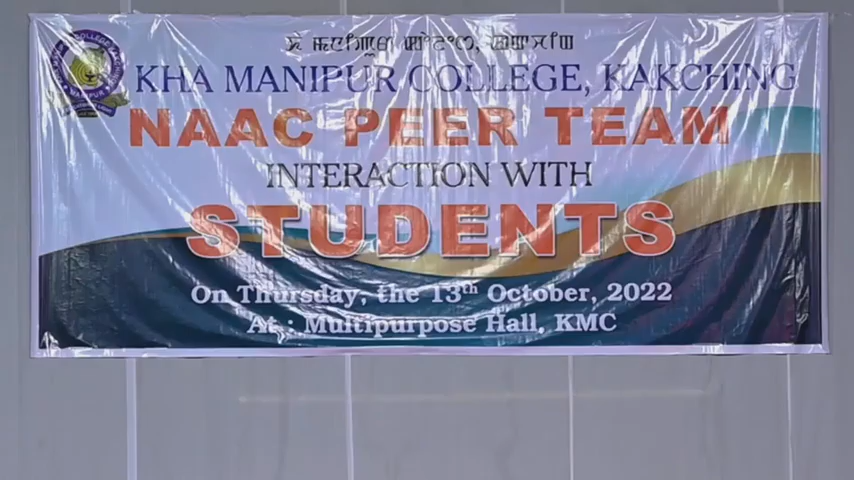 KHA MANIPUR COLLEGE, KAKCHING
NAAC PEER TEAM
INTERACTION WITH
STUDENTS
On Thursday, the 13th October, 2022
At : Multipurpose Hall, KMC